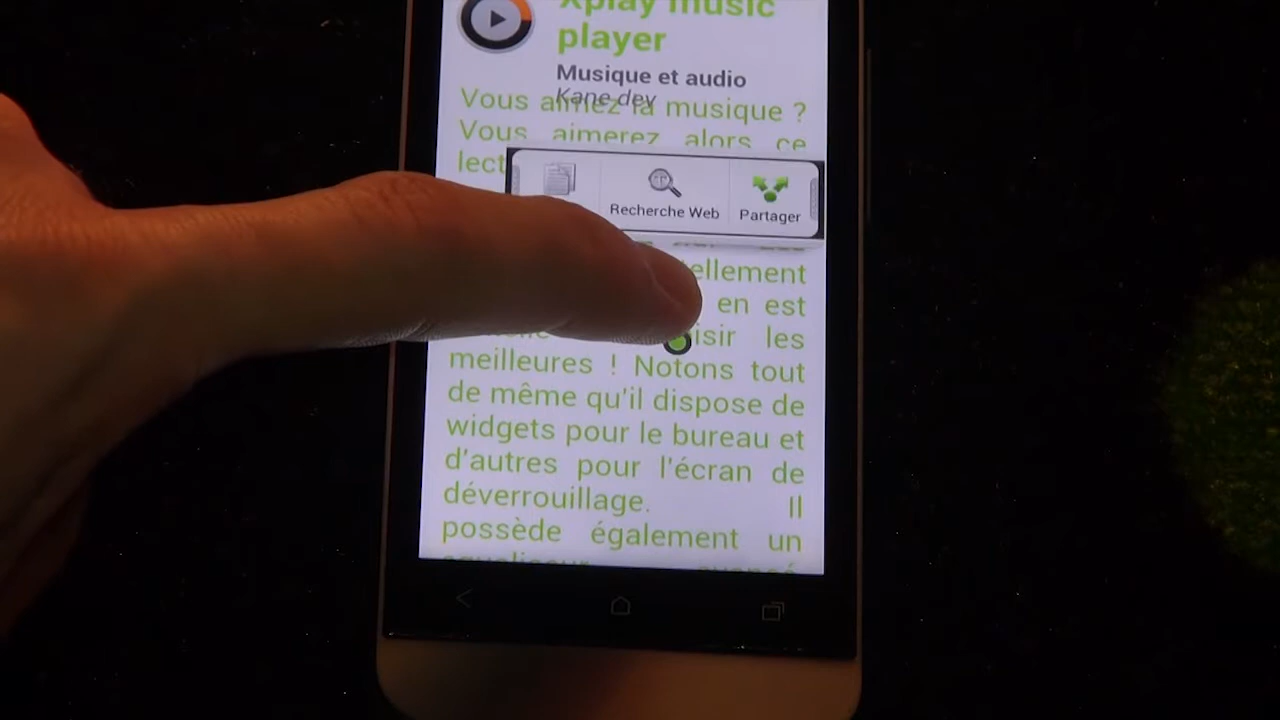 Xplay music
player
Musique et audio
Kane dev
Vous aimez la musique ?
Vous aimerez alors ce
lect
Recherche Web
Partager
tellement
en est
isir les
meilleures ! Notons tout
de même qu'il dispose de
widgets pour le bureau et
d'autres pour l'écran de
déverrouillage. Il
possède également un